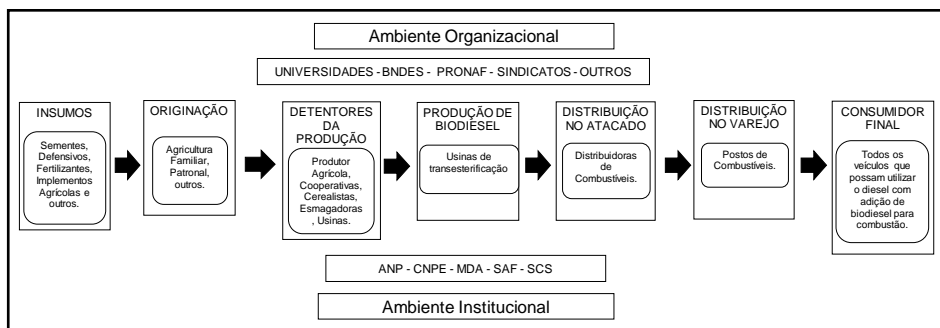 Ambiente Organizacional
UNIVERSIDADES - BNDES - PRONAF - SINDICATOS - OUTROS
INSUMOS
Sementes,
Defensivos,
Fertilizantes,
Implementos
Agrícolas e
outros.
ORIGINAÇÃO
Agricultura
Familiar,
Patronal,
outros.
DETENTORES
DA
PRODUÇÃO
Produtor
Agrícola,
Cooperativas,
Cerealistas,
Esmagadoras
, Usinas.
PRODUÇÃO DE
BIODIESEL
Usinas de
transesterificação
DISTRIBUIÇÃO
NO ATACADO
Distribuidoras
de
Combustíveis.
DISTRIBUIÇÃO
NO VAREJO
Postos de
Combustíveis.
CONSUMIDOR
FINAL
Todos os
veículos que
possam utilizar
o diesel com
adição de
biodiesel para
combustão.
ANP - CNPE - MDA - SAF - SCS
Ambiente Institucional